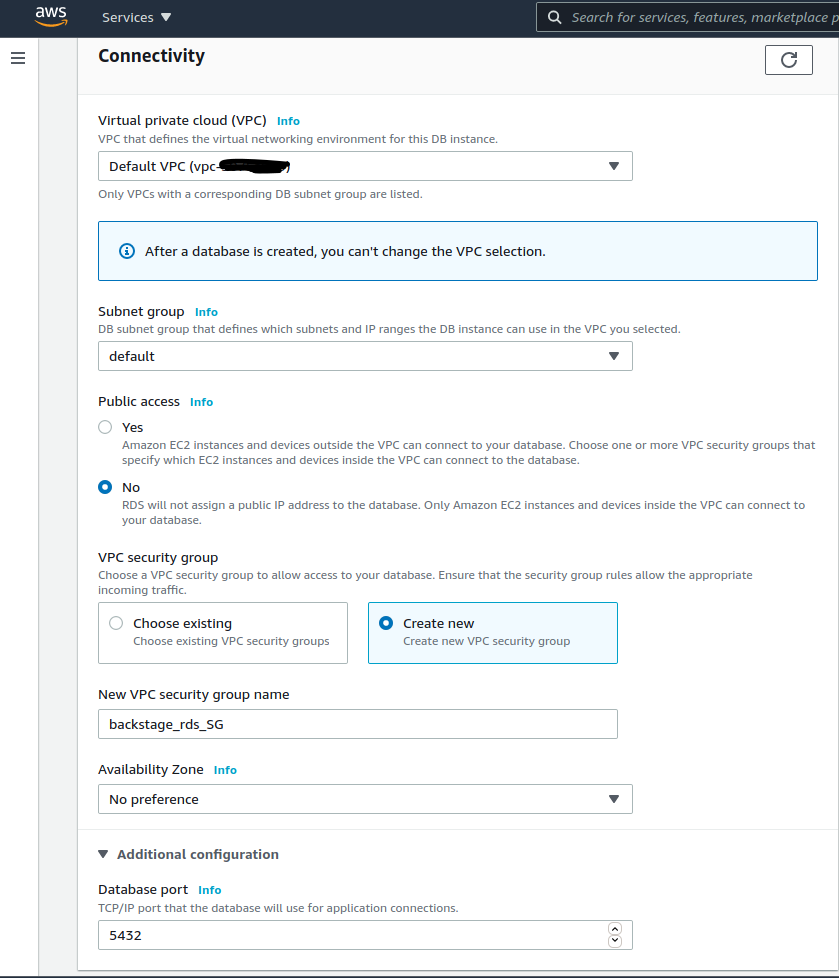 aws
Services
Search for services, features, marketplace p
Connectivity
Virtual private cloud (VPC) Info
VPC that defines the virtual networking environment for this DB instance.
Default VPC (vpc-
Only VPCs with a corresponding DB subnet group are listed.
After a database is created, you can't change the VPC selection.
Subnet group Info
DB subnet group that defines which subnets and IP ranges the DB instance can use in the VPC you selected.
default
Public access Info
Yes
Amazon EC2 instances and devices outside the VPC can connect to your database. Choose one or more VPC security groups that
specify which EC2 instances and devices inside the VPC can connect to the database.
No
RDS will not assign a public IP address to the database. Only Amazon EC2 instances and devices inside the VPC can connect to
your database.
VPC security group
Choose a VPC security group to allow access to your database. Ensure that the security group rules allow the appropriate
incoming traffic.
Choose existing
Choose existing VPC security groups
Create new
Create new VPC security group
New VPC security group name
backstage_rds_SG
Availability Zone Info
No preference
Additional configuration
Database port Info
TCP/IP port that the database will use for application connections.
5432